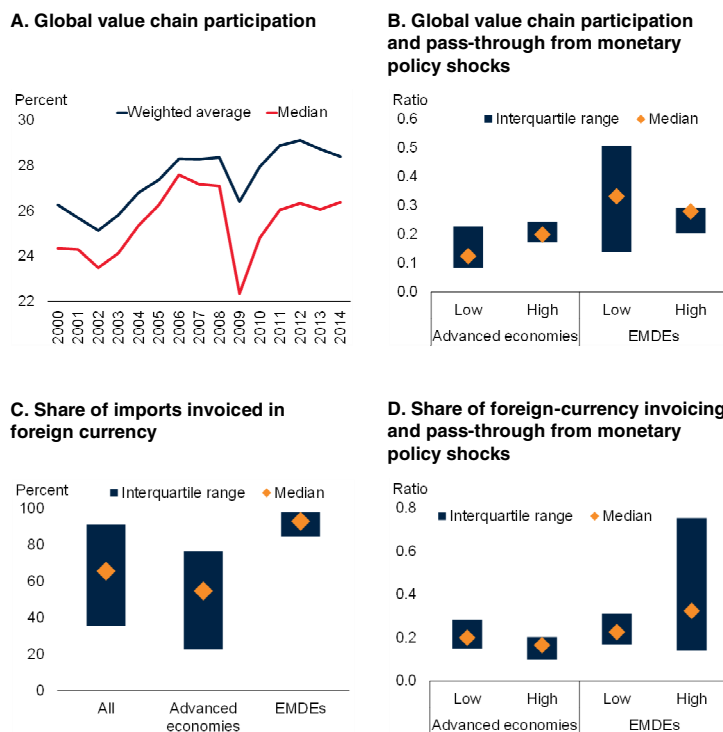 A. Global value chain participation
Percent
Weighted average
Median
30
28
26
24
22
2000
2001
2002
2003
2004
2005
2006
2007
2008
2009
2010
2011
2012
2013
2014
B. Global value chain participation
and pass-through from monetary
policy shocks
Ratio
Interquartile range
Median
0.6
0.5
0.4
0.3
0.2
0.1
0.0
Low
High
Low
High
Advanced economies
EMDEs
C. Share of imports invoiced in
foreign currency
Percent
Interquartile range
Median
100
80
60
40
20
0
All
Advanced
economies
EMDEs
D. Share of foreign-currency invoicing
and pass-through from monetary
policy shocks
Ratio
Interquartile range
Median
0.8
0.6
0.4
0.2
0.0
Low
High
Low
High
Advanced economies
EMDEs